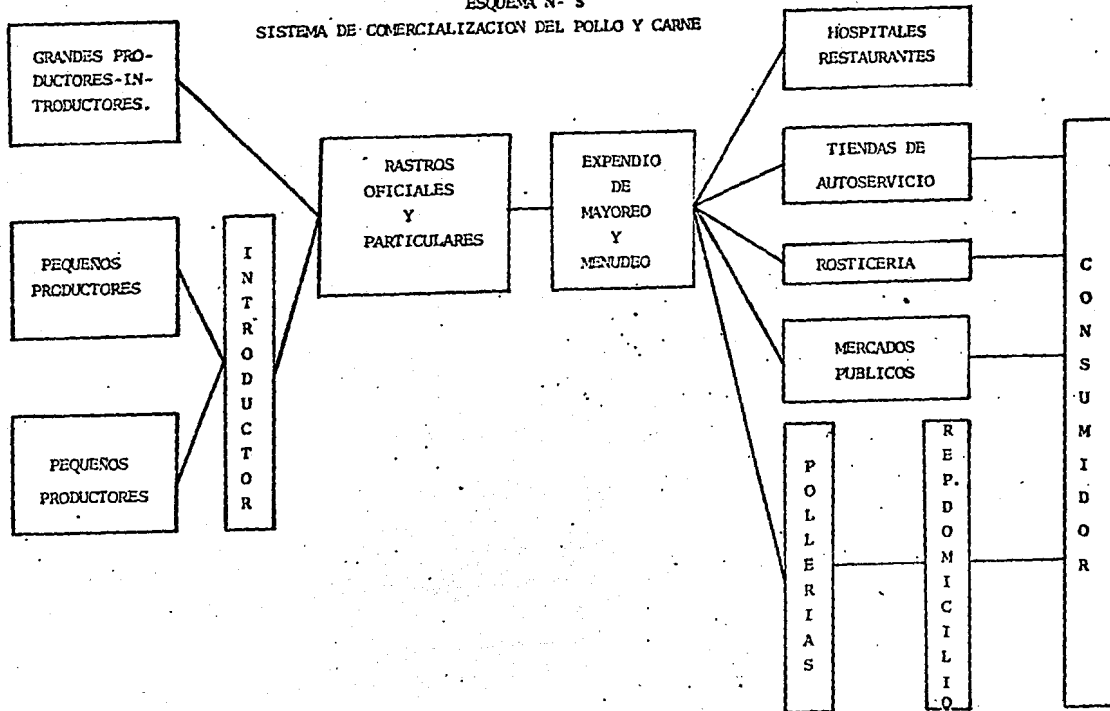 ESQUEMA N- S
SISTEMA DE COMERCIALIZACION DEL POLLO Y CARNE
GRANDES PRO-
DUCTORES-IN-
TRODUCTORES.
PEQUEÑOS
PRODUCTORES
PEQUEÑOS
PRODUCTORES
INTRODUCTOR
RASTROS
OFICIALES
Y
PARTICULARES
EXPENDIO
DE
MAYOREO
Y
MENUDEO
HOSPITALES
RESTAURANTES
TIENDAS DE
AUTOSERVICIO
ROSTICERIA
MERCADOS
PUBLICOS
POLLERIAS
REP. DOMICILIO
CONSUMIDOR